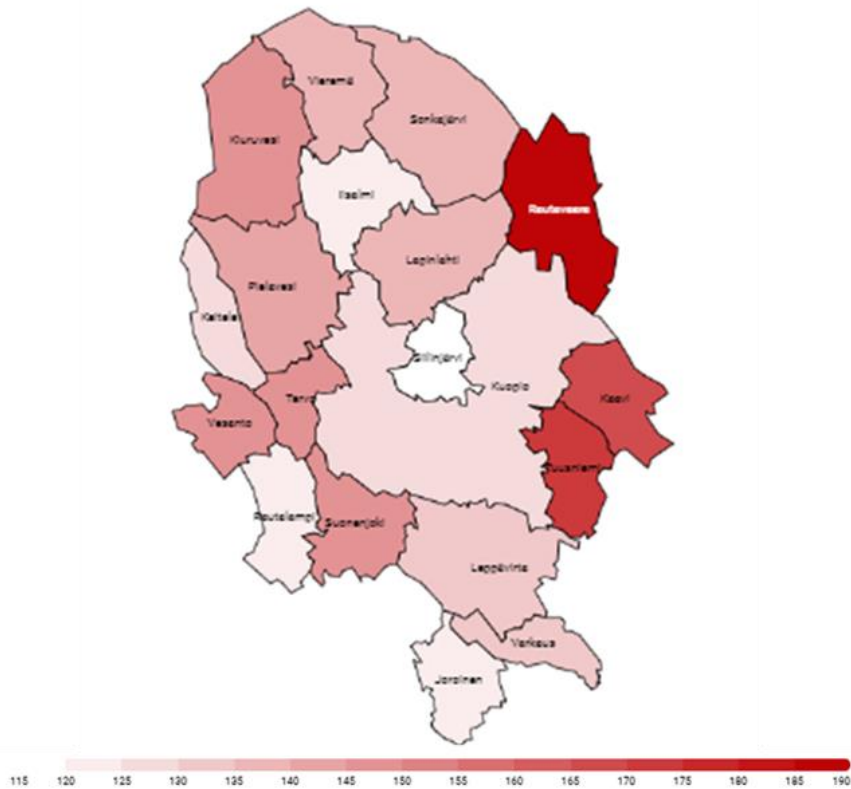 Vieremä
Sonkajärvi
Kiuruvesi
Iisalmi
Rautavaara
Lapinlahti
Pielavesi
Keitele
Siilinjärvi
Kuopio
Kaavi
Tervo
Vesanto
Tuusniemi
Rautalampi
Suonenjoki
Leppävirta
Varkaus
Joroinen
115 120 125 130 135 140 145 150 155 160 165 170 175 180 185 190